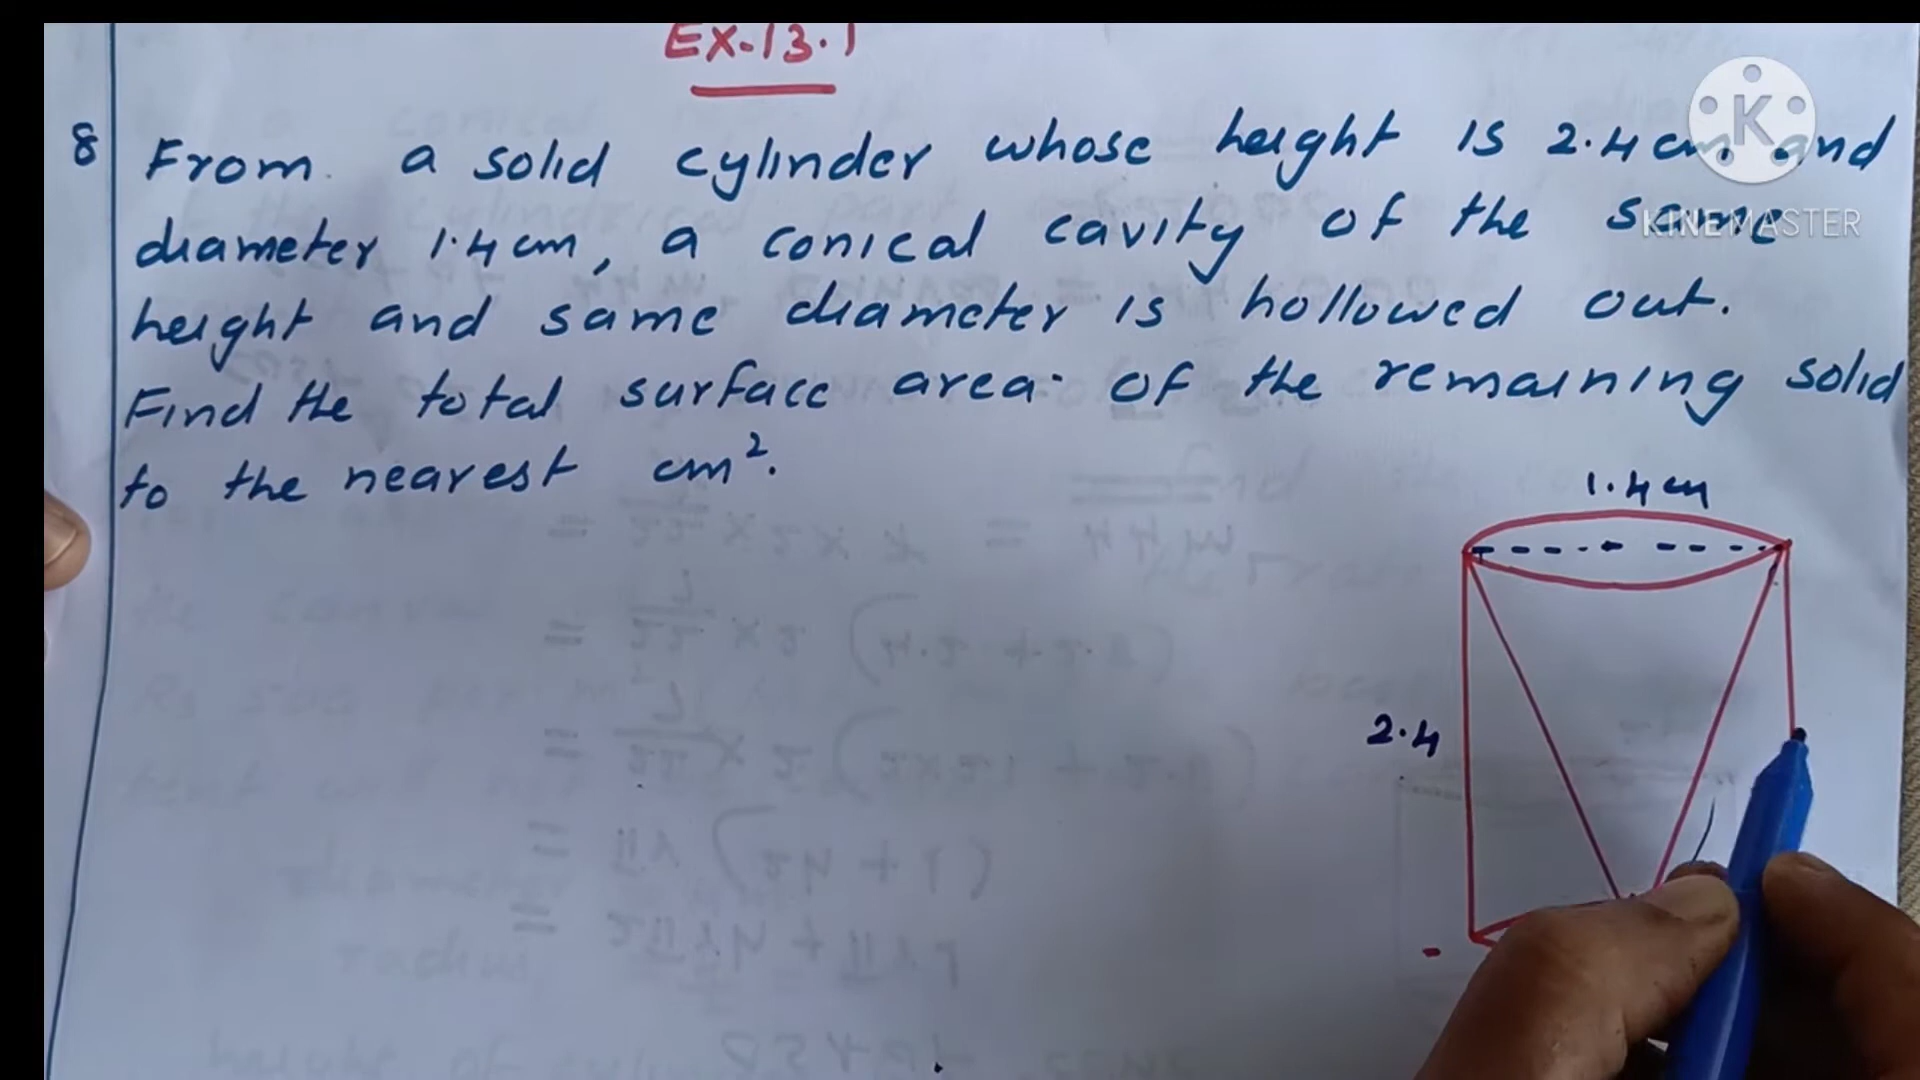 Ex.13.1
8 From a solid cylinder whose height is 2.4 cm and
diameter 1.4 cm, a conical cavity of the same
height and same diameter is hollowed out.
Find the total surface area of the remaining solid
to the nearest cm².
1.4 cm
2.4
K
KINEMASTER